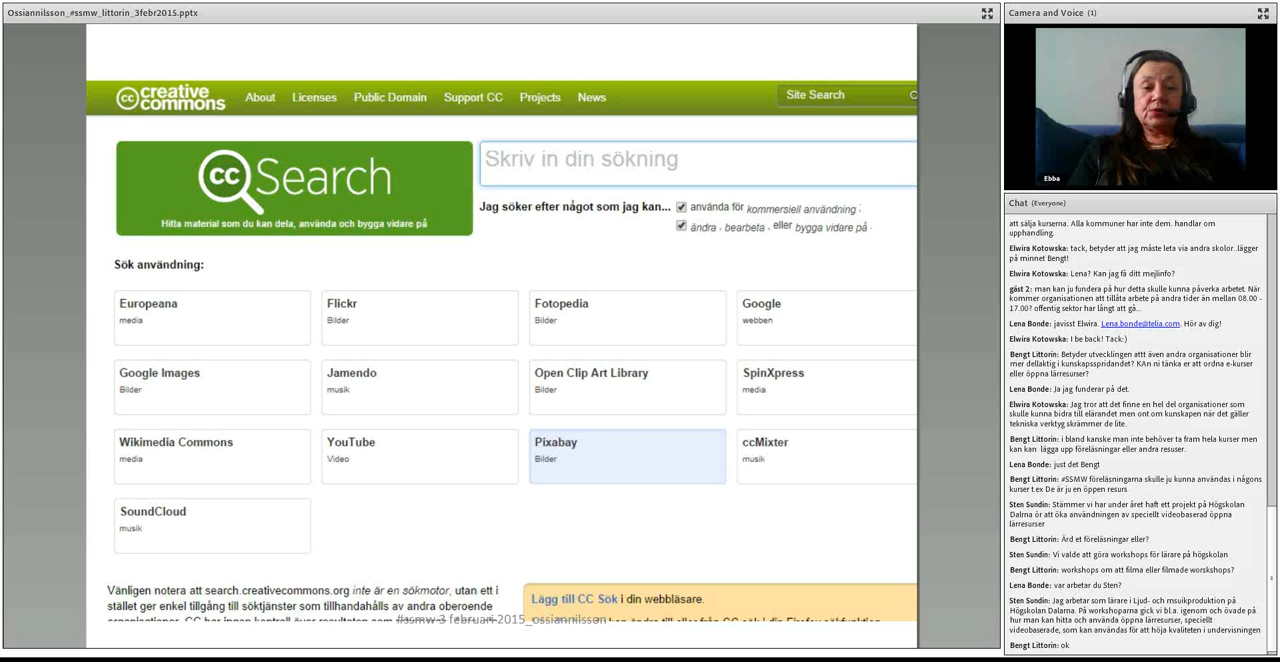 Ossiannilsson_#ssmw_littorin_3febr2015.pptx
creative commons
About Licenses Public Domain Support CC Projects News
Site Search
cc Search
Hitta material som du kan dela, använda och bygga vidare på
Skriv in din sökning
Jag söker efter något som jag kan... använda för kommersiell användning ;
ändra , bearbeta , eller bygga vidare på .
Sök användning:
Europeana
media
Flickr
Bilder
Fotopedia
Bilder
Google
webben
Google Images
Bilder
Jamendo
musik
Open Clip Art Library
Bilder
SpinXpress
media
Wikimedia Commons
media
YouTube
Video
Pixabay
Bilder
ccMixter
musik
SoundCloud
musik
Vänligen notera att search.creativecommons.org inte är en sökmotor, utan ett i
stället ger enkel tillgång till söktjänster som tillhandahålls av andra oberoende
Lägg till CC Sök i din webbläsare.
#ssmw 3 februari 2015_ossiannilsson
Camera and Voice (1)
Ebba
Chat (Everyone)
att sälja kurserna. Alla kommuner har inte dem. handlar om
upphandling.
Elwira Kotowska: tack, betyder att jag måste leta via andra skolor..lägger
på minnet Bengt!
Elwira Kotowska: Lena? Kan jag få ditt mejlinfo?
gäst 2: man kan ju fundera på hur detta skulle kunna påverka arbetet. När
kommer organisationen att tillåta arbete på andra tider än mellan 08.00 -
17.00? offentlig sektor har långt att gå...
Lena Bonde: javisst Elwira. Lena.bonde@telia.com. Hör av dig!
Elwira Kotowska: I be back! Tack:)
Bengt Littorin: Betyder utvecklingen attt även andra organisationer blir
mer dellaktig i kunskapsspridandet? KAn ni tänka er att ordna e-kurser
eller öppna lärresurser?
Lena Bonde: Ja jag funderar på det.
Elwira Kotowska: Jag tror att det finne en hel del organisationer som
skulle kunna bidra till elärandet men ont om kunskapen när det gäller
tekniska verktyg skrämmer de lite.
Bengt Littorin: i bland kanske man inte behöver ta fram hela kurser men
kan kan lägga upp föreläsningar eller andra resuser.
Lena Bonde: just det Bengt
Bengt Littorin: #SSMW föreläsningarna skulle ju kunna användas i någons
kurser t.ex De är ju en öppen resurs
Sten Sundin: Stämmer vi har under året haft ett projekt på Högskolan
Dalrna ör att öka användningen av speciellt videobaserad öppna
lärresurser
Bengt Littorin: Ärd et föreläsningar eller?
Sten Sundin: Vi valde att göra workshops för lärare på högskolan
Bengt Littorin: workshops om att filma eller filmade worskshops?
Lena Bonde: var arbetar du Sten?
Sten Sundin: Jag arbetar som lärare i Ljud- och msuikproduktion på
Högskolan Dalarna. På workshoparna gick vi bl.a. igenom och övade på
hur man kan hitta och använda öppna lärresurser, speciellt
videobaserade, som kan användas för att höja kvaliteten i undervisningen
Bengt Littorin: ok